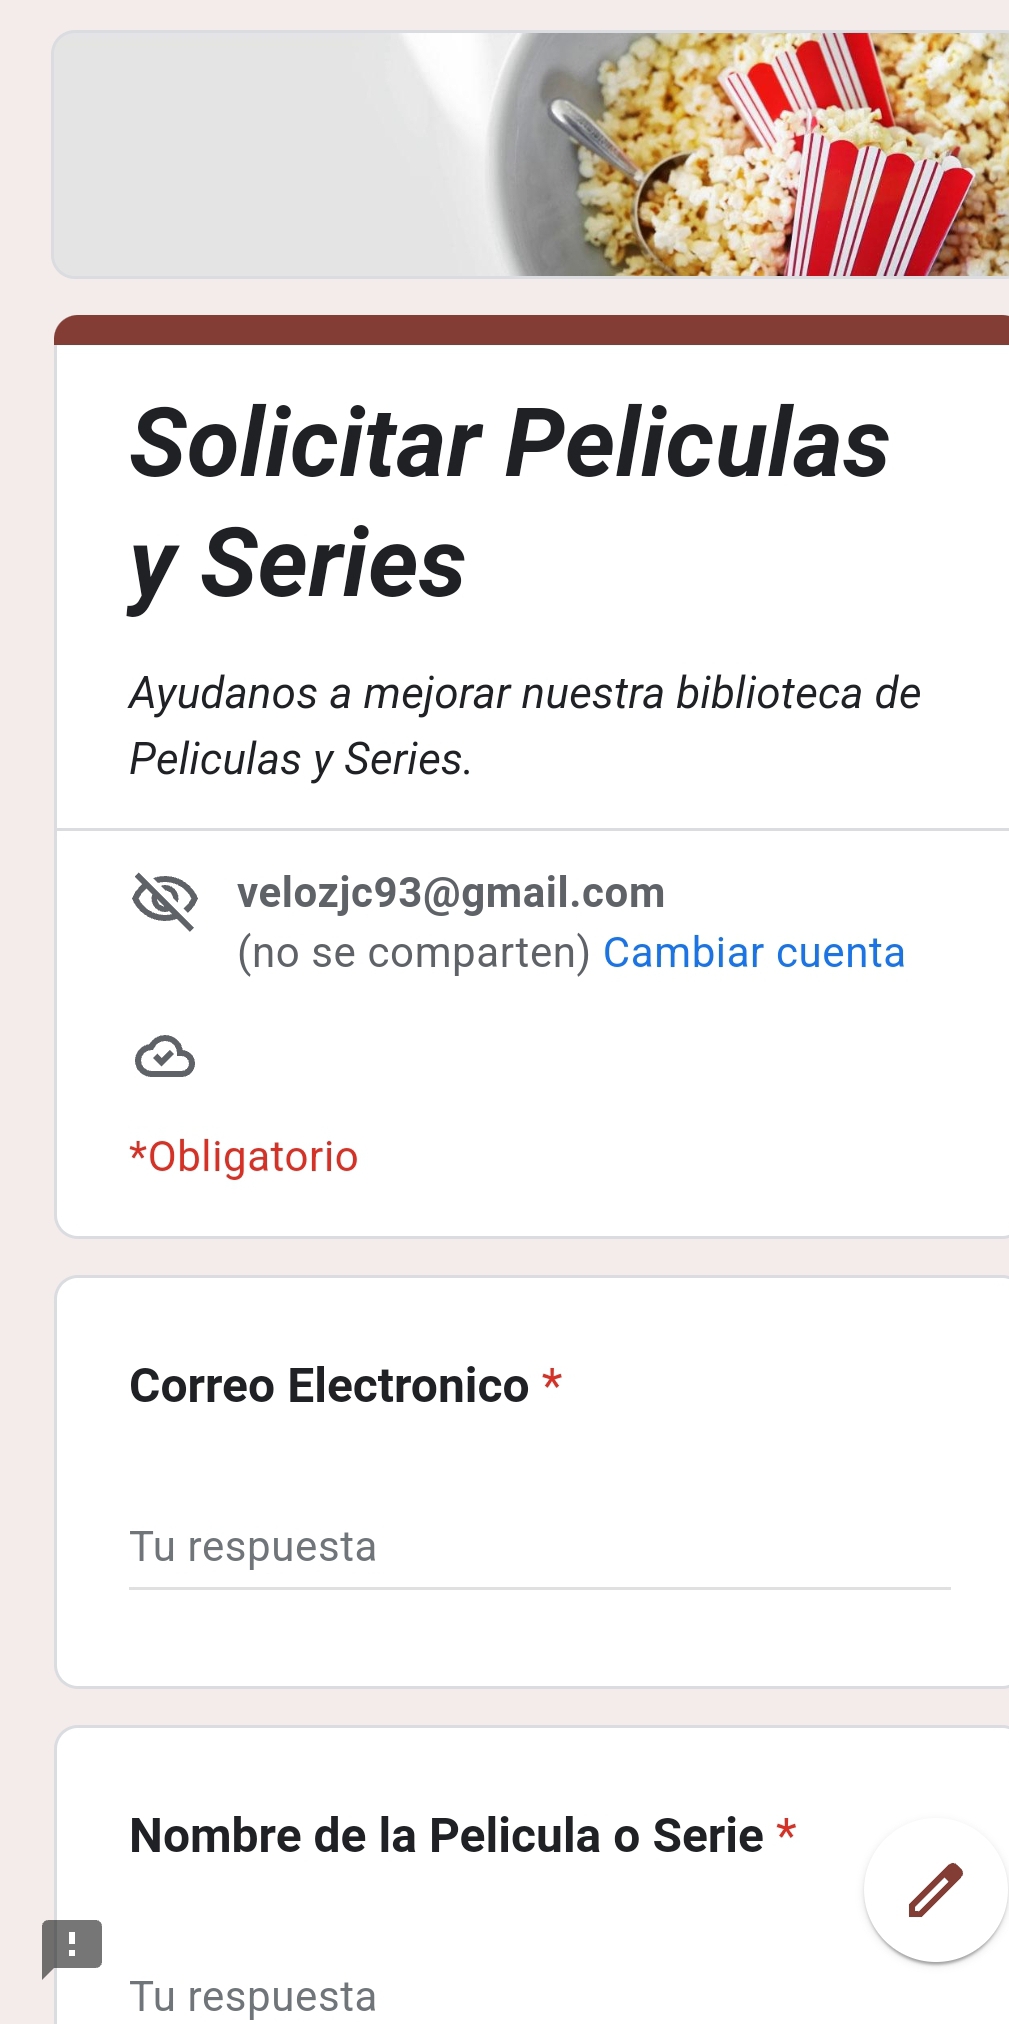 Solicitar Peliculas
y Series
Ayudanos a mejorar nuestra biblioteca de
Peliculas y Series.
velozjc93@gmail.com
(no se comparten) Cambiar cuenta
*Obligatorio
Correo Electronico *
Tu respuesta
Nombre de la Pelicula o Serie *
Tu respuesta